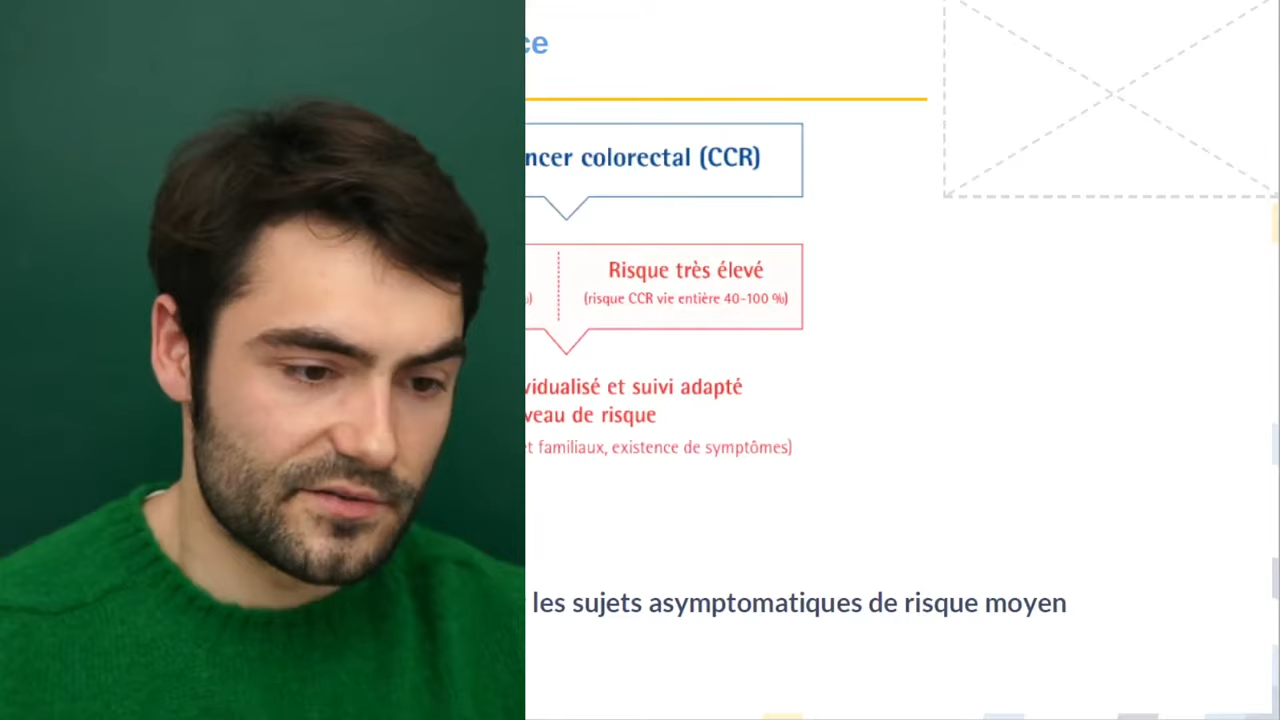 ce
ncer colorectal (CCR)
Risque très élevé
%) (risque CCR vie entière 40-100 %)
vidualisé et suivi adapté
veau de risque
et familiaux, existence de symptômes)
les sujets asymptomatiques de risque moyen